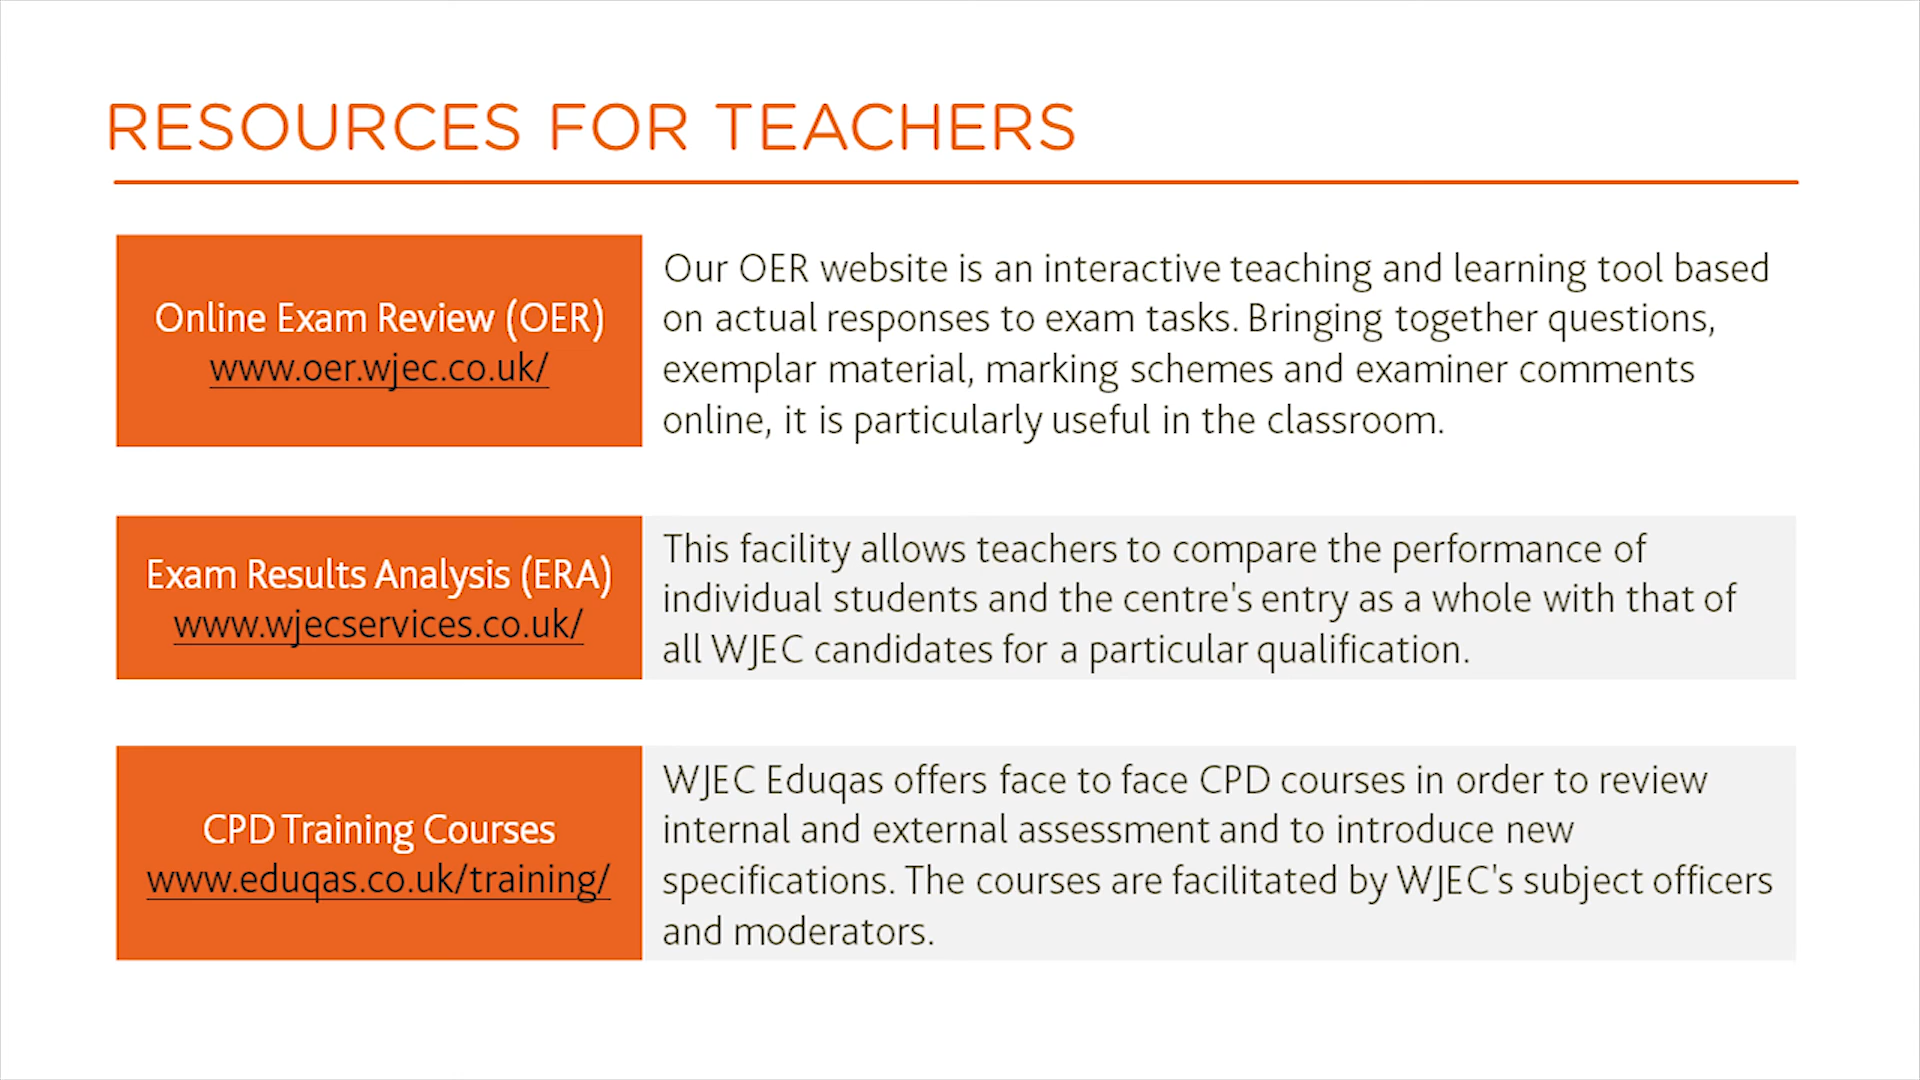 RESOURCES FOR TEACHERS
Online Exam Review (OER)
www.oer.wjec.co.uk/
Our OER website is an interactive teaching and learning tool based
on actual responses to exam tasks. Bringing together questions,
exemplar material, marking schemes and examiner comments
online, it is particularly useful in the classroom.
Exam Results Analysis (ERA)
www.wjecservices.co.uk/
This facility allows teachers to compare the performance of
individual students and the centre's entry as a whole with that of
all WJEC candidates for a particular qualification.
CPD Training Courses
www.eduqas.co.uk/training/
WJEC Eduqas offers face to face CPD courses in order to review
internal and external assessment and to introduce new
specifications. The courses are facilitated by WJEC's subject officers
and moderators.